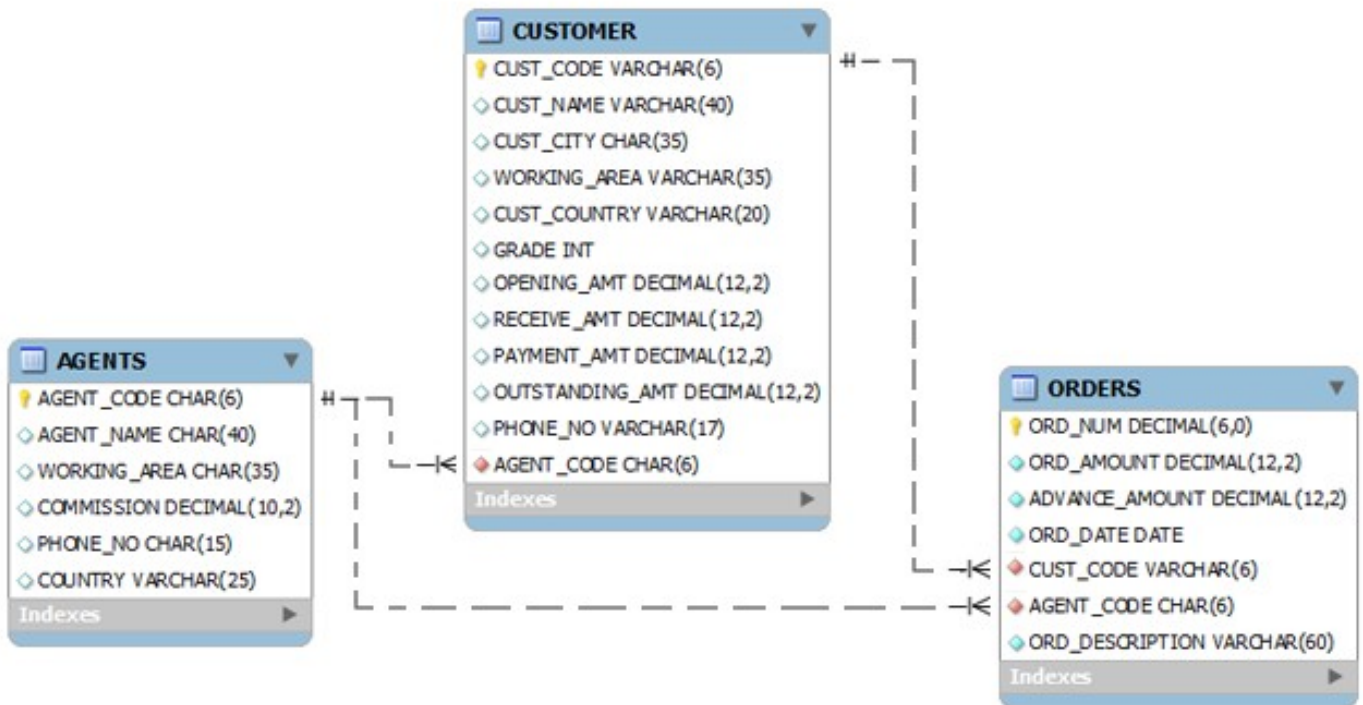 CUSTOMER
CUST_CODE VARCHAR(6)
CUST_NAME VARCHAR(40)
CUST_CITY CHAR(35)
WORKING_AREA VARCHAR(35)
CUST_COUNTRY VARCHAR(20)
GRADE INT
OPENING_AMT DECIMAL(12,2)
RECEIVE_AMT DECIMAL(12,2)
PAYMENT_AMT DECIMAL(12,2)
OUTSTANDING_AMT DECIMAL(12,2)
PHONE_NO VARCHAR(17)
AGENT_CODE CHAR(6)
Indexes
AGENTS
AGENT_CODE CHAR(6)
AGENT_NAME CHAR(40)
WORKING_AREA CHAR(35)
COMMISSION DECIMAL(10,2)
PHONE_NO CHAR(15)
COUNTRY VARCHAR(25)
Indexes
ORDERS
ORD_NUM DECIMAL(6,0)
ORD_AMOUNT DECIMAL(12,2)
ADVANCE_AMOUNT DECIMAL(12,2)
ORD_DATE DATE
CUST_CODE VARCHAR(6)
AGENT_CODE CHAR(6)
ORD_DESCRIPTION VARCHAR(60)
Indexes